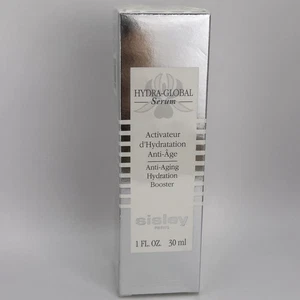 HYDRA-GLOBAL
Serum
Activateur
d'Hydratation
Anti-Âge
Anti-Aging
Hydration
Booster
sisley
PARIS
1 FL. OZ. 30 ml